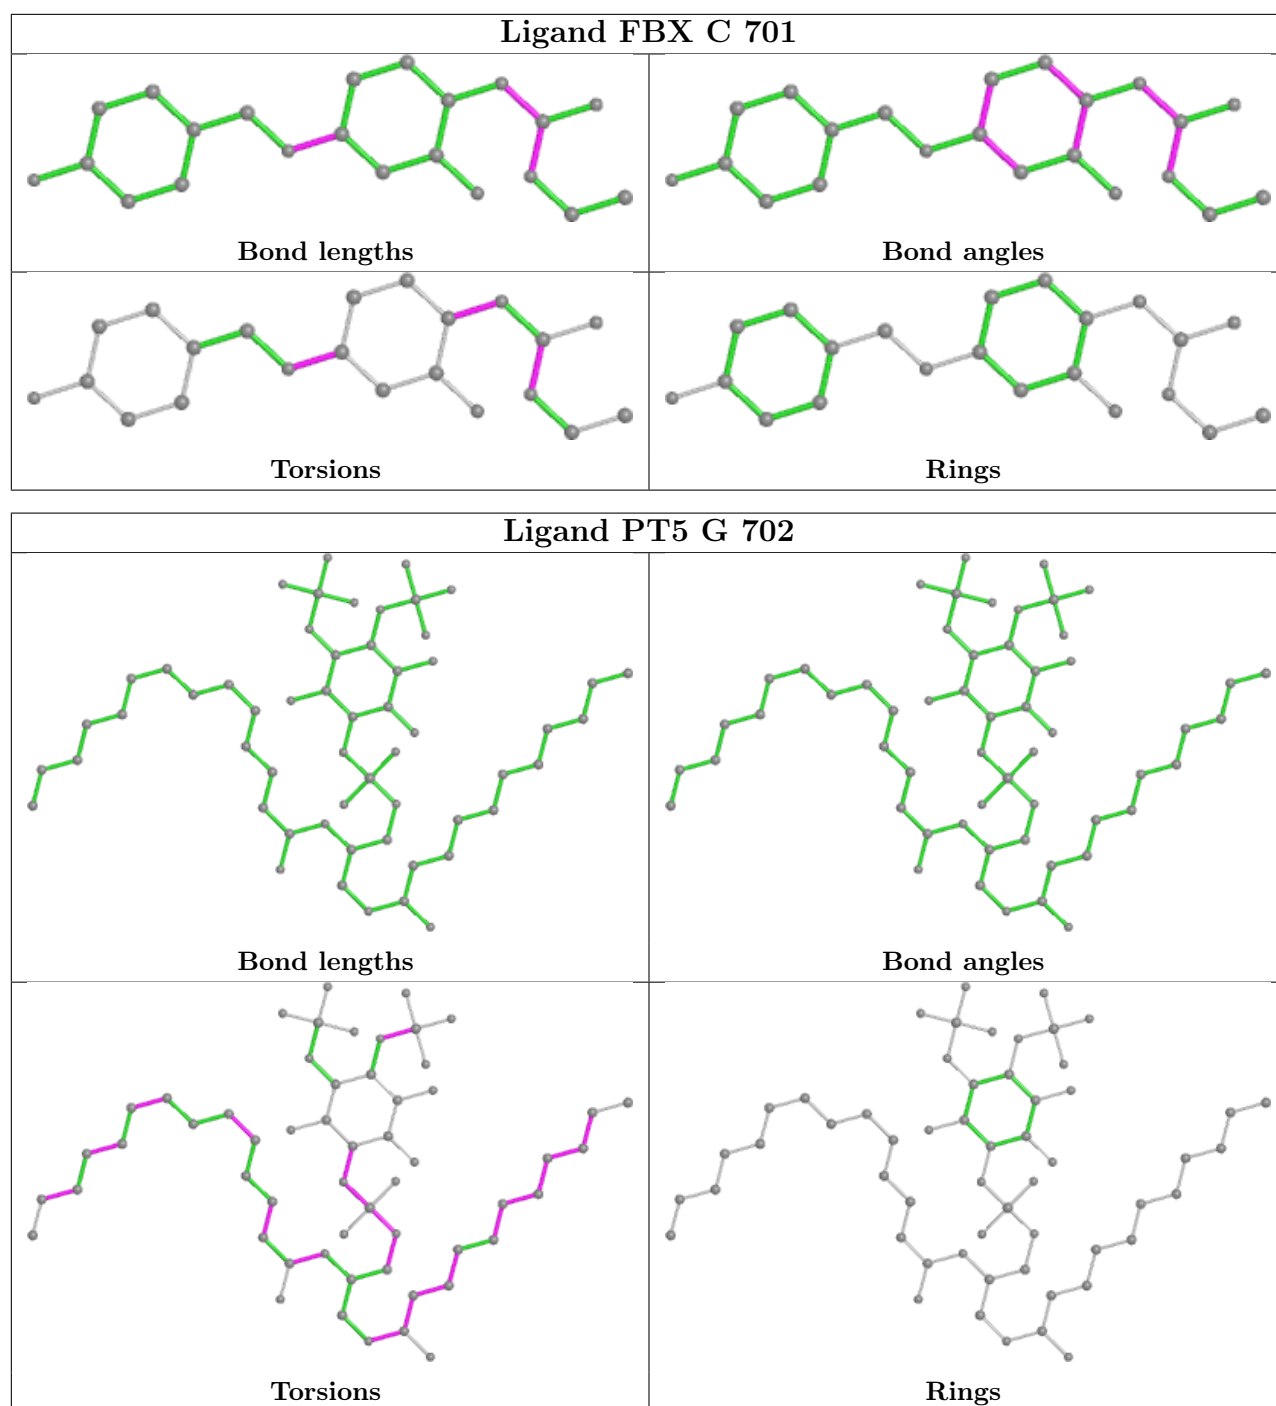 Ligand FBX C 701
Bond lengths
Bond angles
Torsions
Rings
Ligand PT5 G 702
Bond lengths
Bond angles
Torsions
Rings